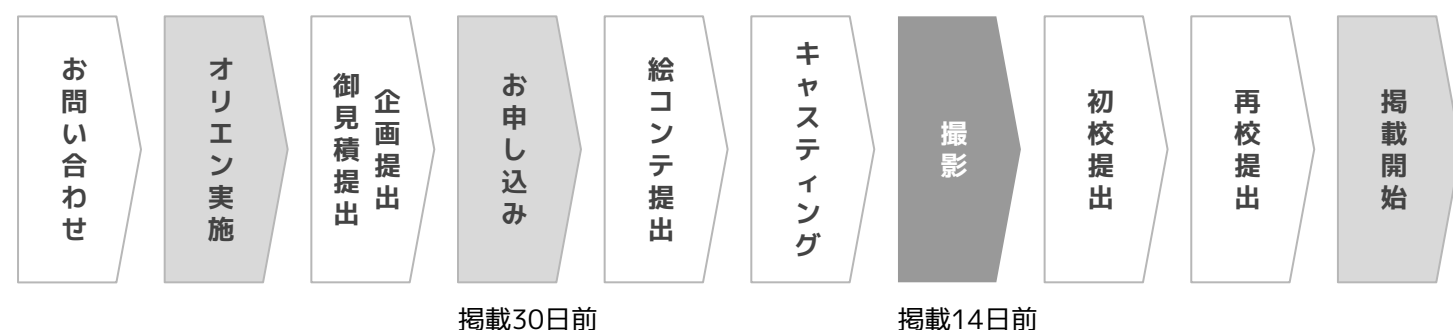 お問い合わせ
オリエン実施
企画提出
御見積提出
お申し込み
絵コンテ提出
キャスティング
撮影
初校提出
再校提出
掲載開始
掲載30日前
掲載14日前